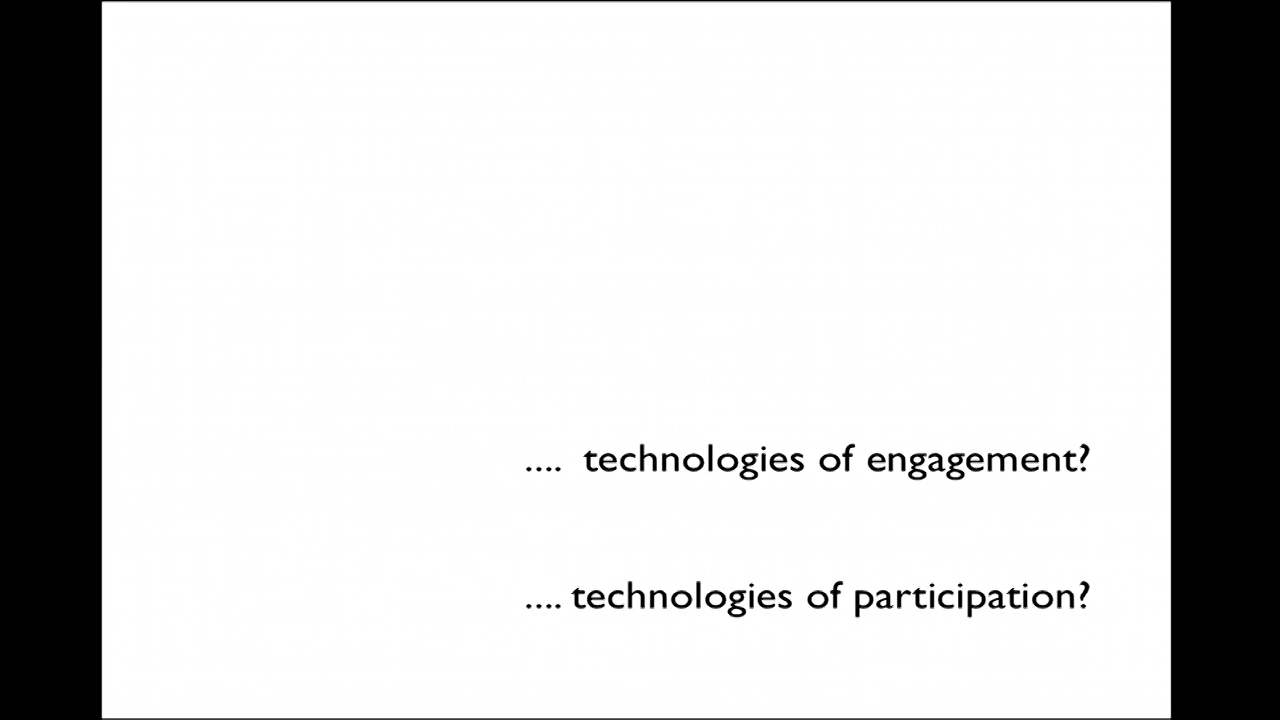 .... technologies of engagement?
.... technologies of participation?